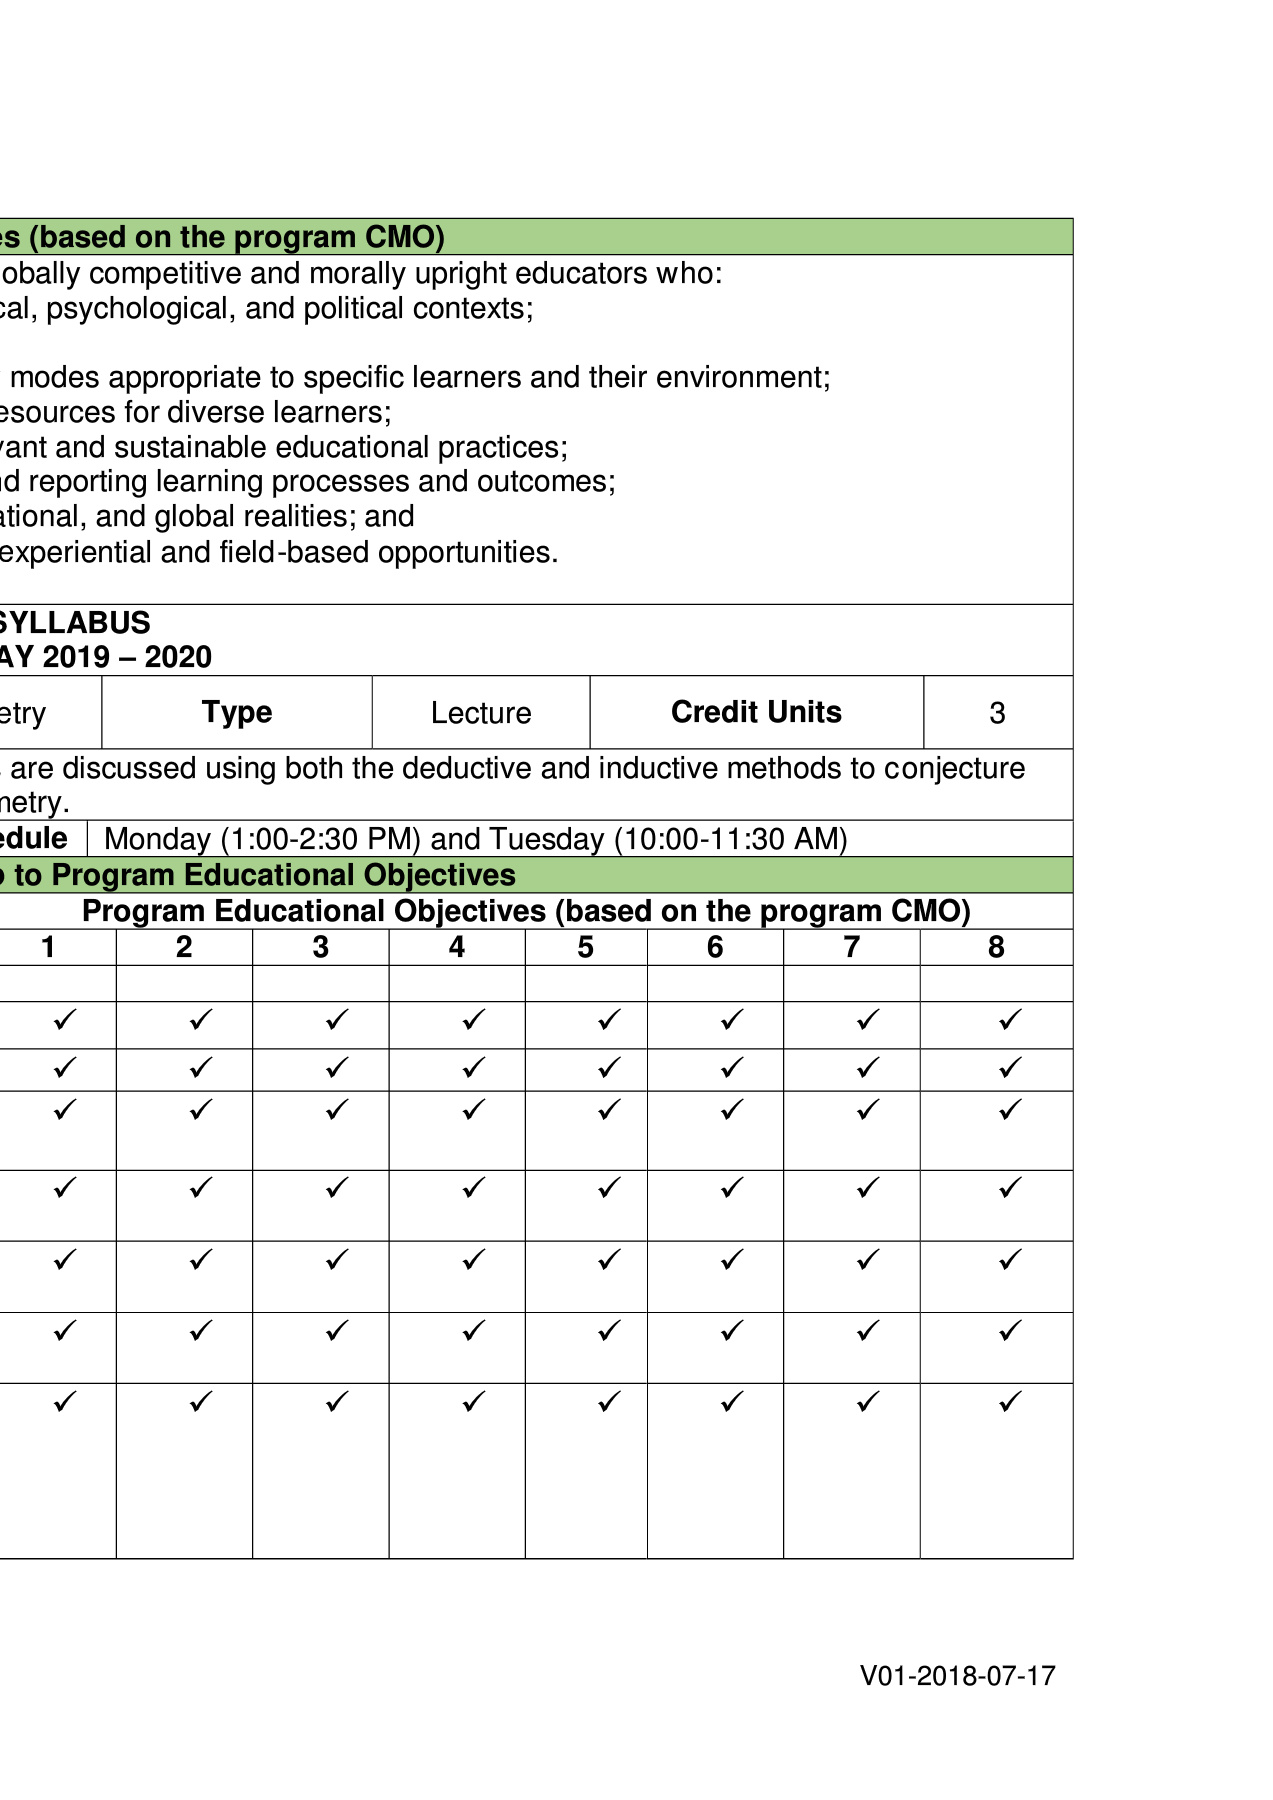 es (based on the program CMO)
lobally competitive and morally upright educators who:
cal, psychological, and political contexts;
modes appropriate to specific learners and their environment;
esources for diverse learners;
vant and sustainable educational practices;
nd reporting learning processes and outcomes;
ational, and global realities; and
experiential and field-based opportunities.
SYLLABUS
AY 2019 – 2020
etry Type Lecture Credit Units 3
are discussed using both the deductive and inductive methods to conjecture
metry.
edule Monday (1:00-2:30 PM) and Tuesday (10:00-11:30 AM)
p to Program Educational Objectives
Program Educational Objectives (based on the program CMO)
1 2 3 4 5 6 7 8
✓ ✓ ✓ ✓ ✓ ✓ ✓ ✓
✓ ✓ ✓ ✓ ✓ ✓ ✓ ✓
✓ ✓ ✓ ✓ ✓ ✓ ✓ ✓
✓ ✓ ✓ ✓ ✓ ✓ ✓ ✓
✓ ✓ ✓ ✓ ✓ ✓ ✓ ✓
✓ ✓ ✓ ✓ ✓ ✓ ✓ ✓
✓ ✓ ✓ ✓ ✓ ✓ ✓ ✓
V01-2018-07-17